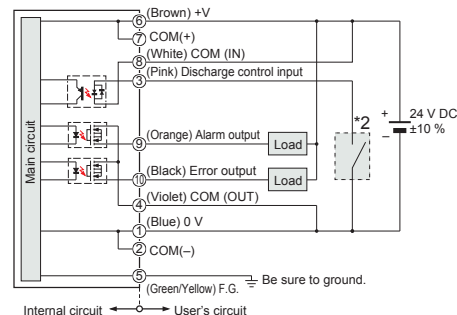 (Brown) +V
6
7
COM(+)
(White) COM (IN)
8
(Pink) Discharge control input
3
*2
+
24 V DC
±10 %
–
Main circuit
(Orange) Alarm output
9
Load
(Black) Error output
10
Load
(Violet) COM (OUT)
4
(Blue) 0 V
1
2
COM(–)
5
Be sure to ground.
(Green/Yellow) F.G.
Internal circuit
User's circuit